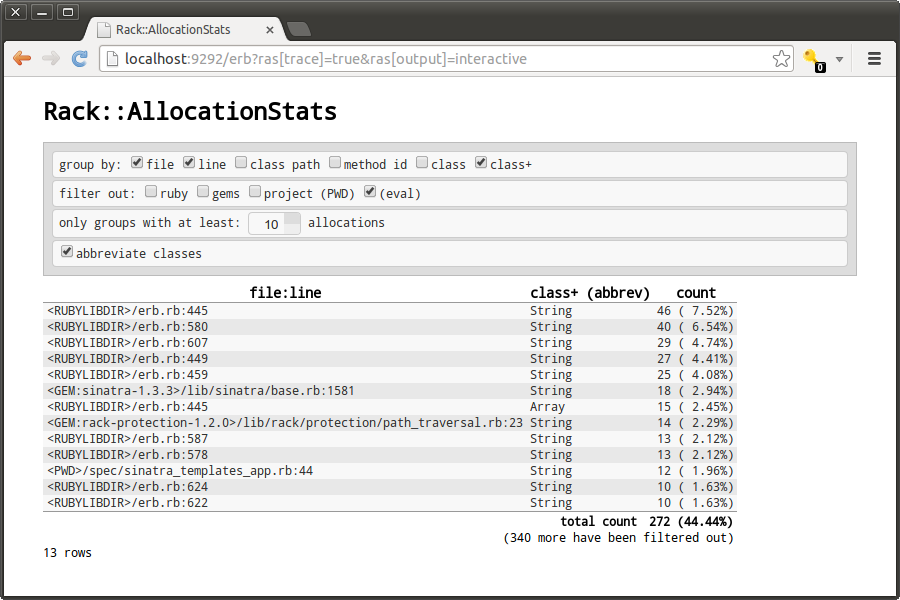 Rack::AllocationStats
localhost:9292/erb?ras[trace]=true&ras[output]=interactive
0
Rack::AllocationStats
group by: file line class path method id class class+
filter out: ruby gems project (PWD) (eval)
only groups with at least: 10 allocations
abbreviate classes
file:line class+ (abbrev) count
<RUBYLIBDIR>/erb.rb:445 String 46 ( 7.52%)
<RUBYLIBDIR>/erb.rb:580 String 40 ( 6.54%)
<RUBYLIBDIR>/erb.rb:607 String 29 ( 4.74%)
<RUBYLIBDIR>/erb.rb:449 String 27 ( 4.41%)
<RUBYLIBDIR>/erb.rb:459 String 25 ( 4.08%)
<GEM:sinatra-1.3.3>/lib/sinatra/base.rb:1581 String 18 ( 2.94%)
<RUBYLIBDIR>/erb.rb:445 Array 15 ( 2.45%)
<GEM:rack-protection-1.2.0>/lib/rack/protection/path_traversal.rb:23 String 14 ( 2.29%)
<RUBYLIBDIR>/erb.rb:587 String 13 ( 2.12%)
<RUBYLIBDIR>/erb.rb:578 String 13 ( 2.12%)
<PWD>/spec/sinatra_templates_app.rb:44 String 12 ( 1.96%)
<RUBYLIBDIR>/erb.rb:624 String 10 ( 1.63%)
<RUBYLIBDIR>/erb.rb:622 String 10 ( 1.63%)
total count 272 (44.44%)
(340 more have been filtered out)
13 rows